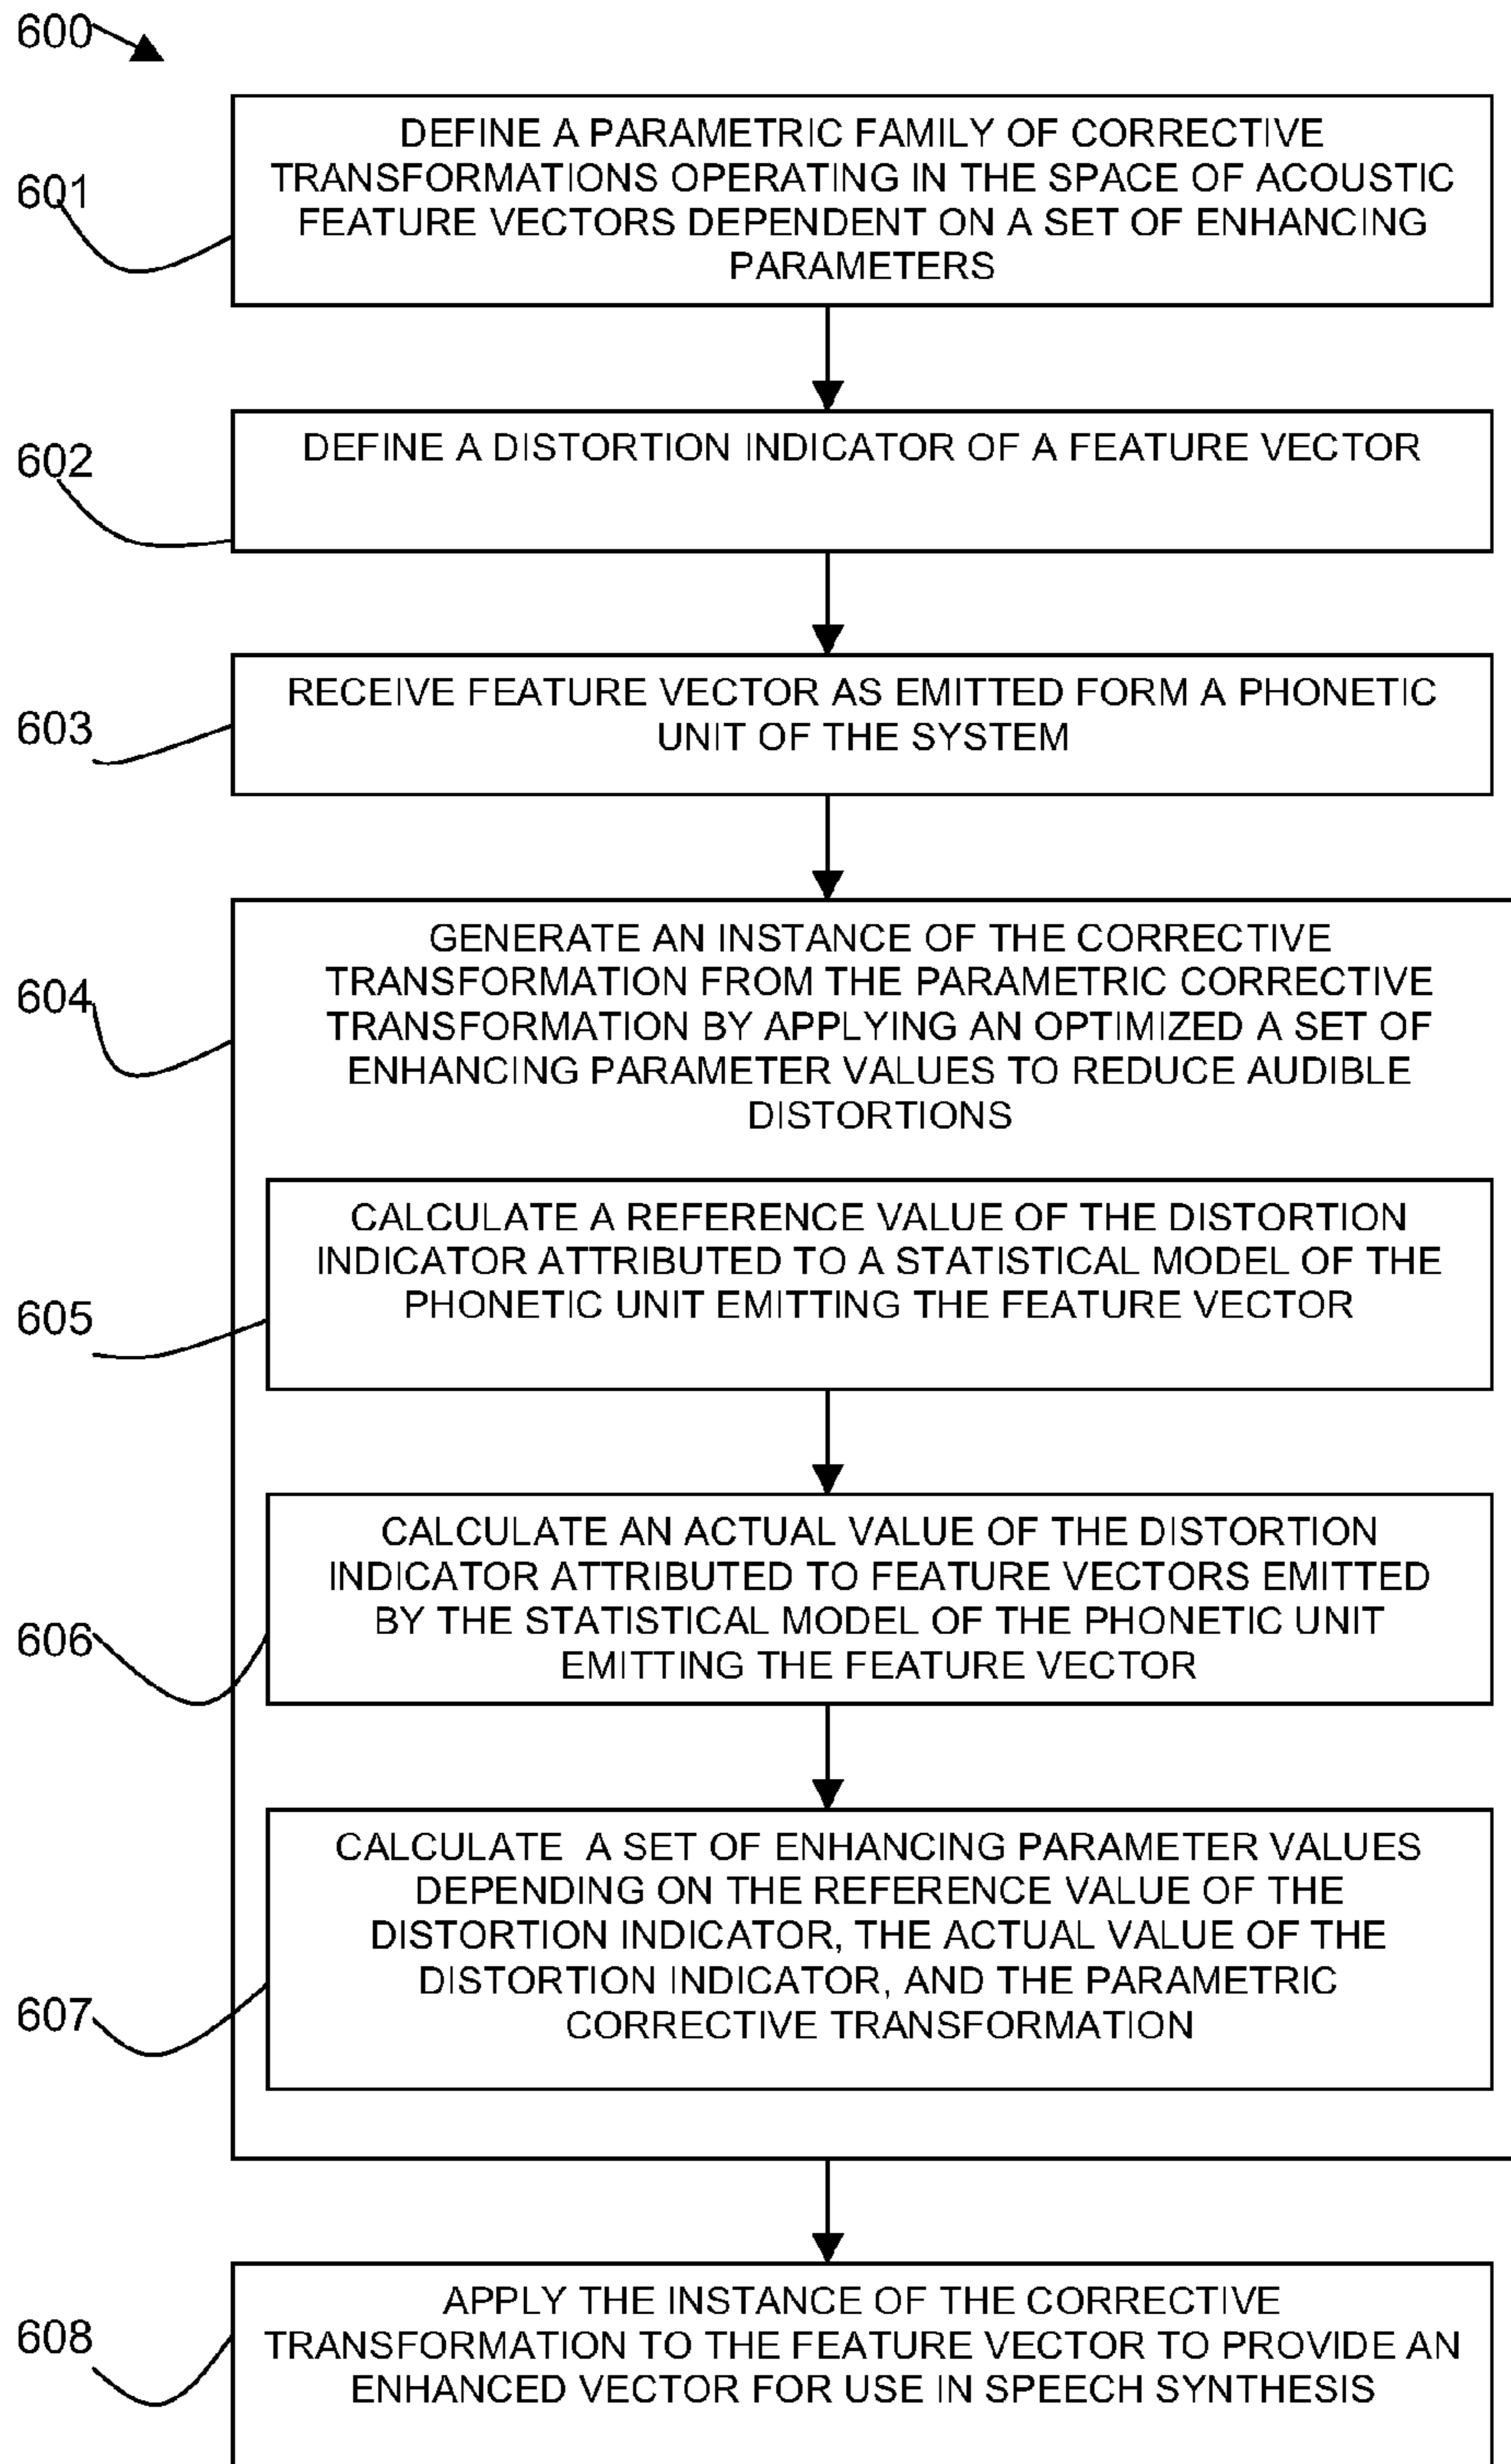 600
DEFINE A PARAMETRIC FAMILY OF CORRECTIVE
TRANSFORMATIONS OPERATING IN THE SPACE OF ACOUSTIC
FEATURE VECTORS DEPENDENT ON A SET OF ENHANCING
PARAMETERS
601
DEFINE A DISTORTION INDICATOR OF A FEATURE VECTOR
602
RECEIVE FEATURE VECTOR AS EMITTED FORM A PHONETIC
UNIT OF THE SYSTEM
603
GENERATE AN INSTANCE OF THE CORRECTIVE
TRANSFORMATION FROM THE PARAMETRIC CORRECTIVE
TRANSFORMATION BY APPLYING AN OPTIMIZED A SET OF
ENHANCING PARAMETER VALUES TO REDUCE AUDIBLE
DISTORTIONS
604
CALCULATE A REFERENCE VALUE OF THE DISTORTION
INDICATOR ATTRIBUTED TO A STATISTICAL MODEL OF THE
PHONETIC UNIT EMITTING THE FEATURE VECTOR
605
CALCULATE AN ACTUAL VALUE OF THE DISTORTION
INDICATOR ATTRIBUTED TO FEATURE VECTORS EMITTED
BY THE STATISTICAL MODEL OF THE PHONETIC UNIT
EMITTING THE FEATURE VECTOR
606
CALCULATE A SET OF ENHANCING PARAMETER VALUES
DEPENDING ON THE REFERENCE VALUE OF THE
DISTORTION INDICATOR, THE ACTUAL VALUE OF THE
DISTORTION INDICATOR, AND THE PARAMETRIC
CORRECTIVE TRANSFORMATION
607
APPLY THE INSTANCE OF THE CORRECTIVE
TRANSFORMATION TO THE FEATURE VECTOR TO PROVIDE AN
ENHANCED VECTOR FOR USE IN SPEECH SYNTHESIS
608